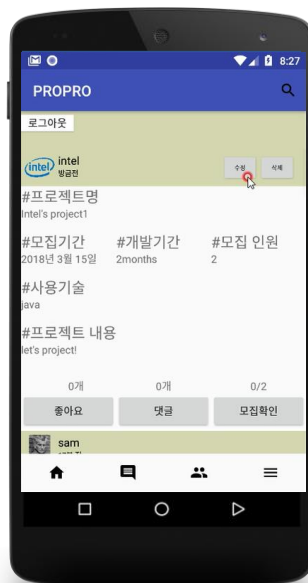 8:27
PROPRO
로그아웃
intel
intel
방금전
수정
삭제
#프로젝트명
Intel's project1
#모집기간
#개발기간
#모집 인원
2018년 3월 15일
2months
2
#사용기술
java
#프로젝트 내용
let's project!
0개
0개
0/2
좋아요
댓글
모집확인
sam